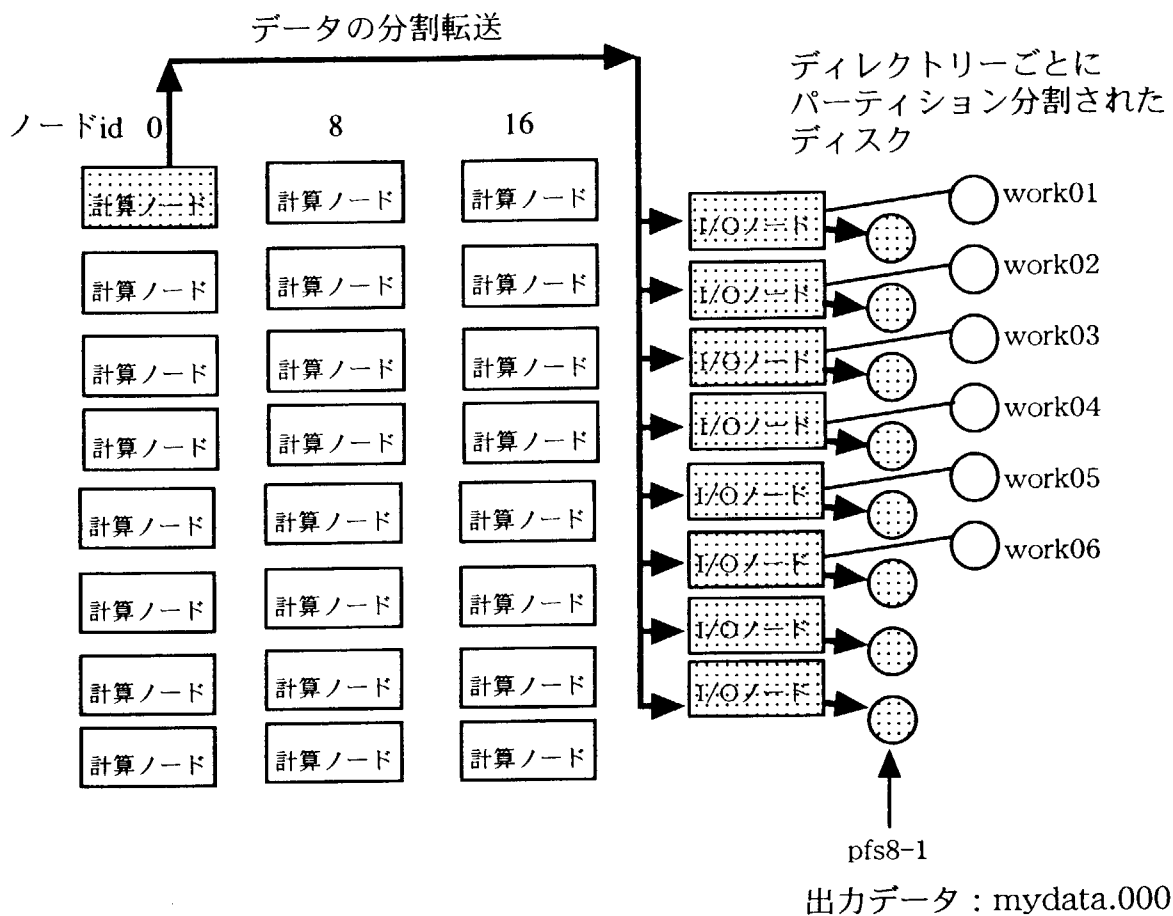 データの分割転送
ディレクトリーごとに
パーティション分割された
ディスク
ノードid 0 8 16
計算ノード 計算ノード 計算ノード I/Oノード work01
計算ノード 計算ノード 計算ノード I/Oノード work02
計算ノード 計算ノード 計算ノード I/Oノード work03
計算ノード 計算ノード 計算ノード I/Oノード work04
計算ノード 計算ノード 計算ノード I/Oノード work05
計算ノード 計算ノード 計算ノード I/Oノード work06
計算ノード 計算ノード 計算ノード I/Oノード
計算ノード 計算ノード 計算ノード I/Oノード
pfs8-1
出力データ : mydata.000